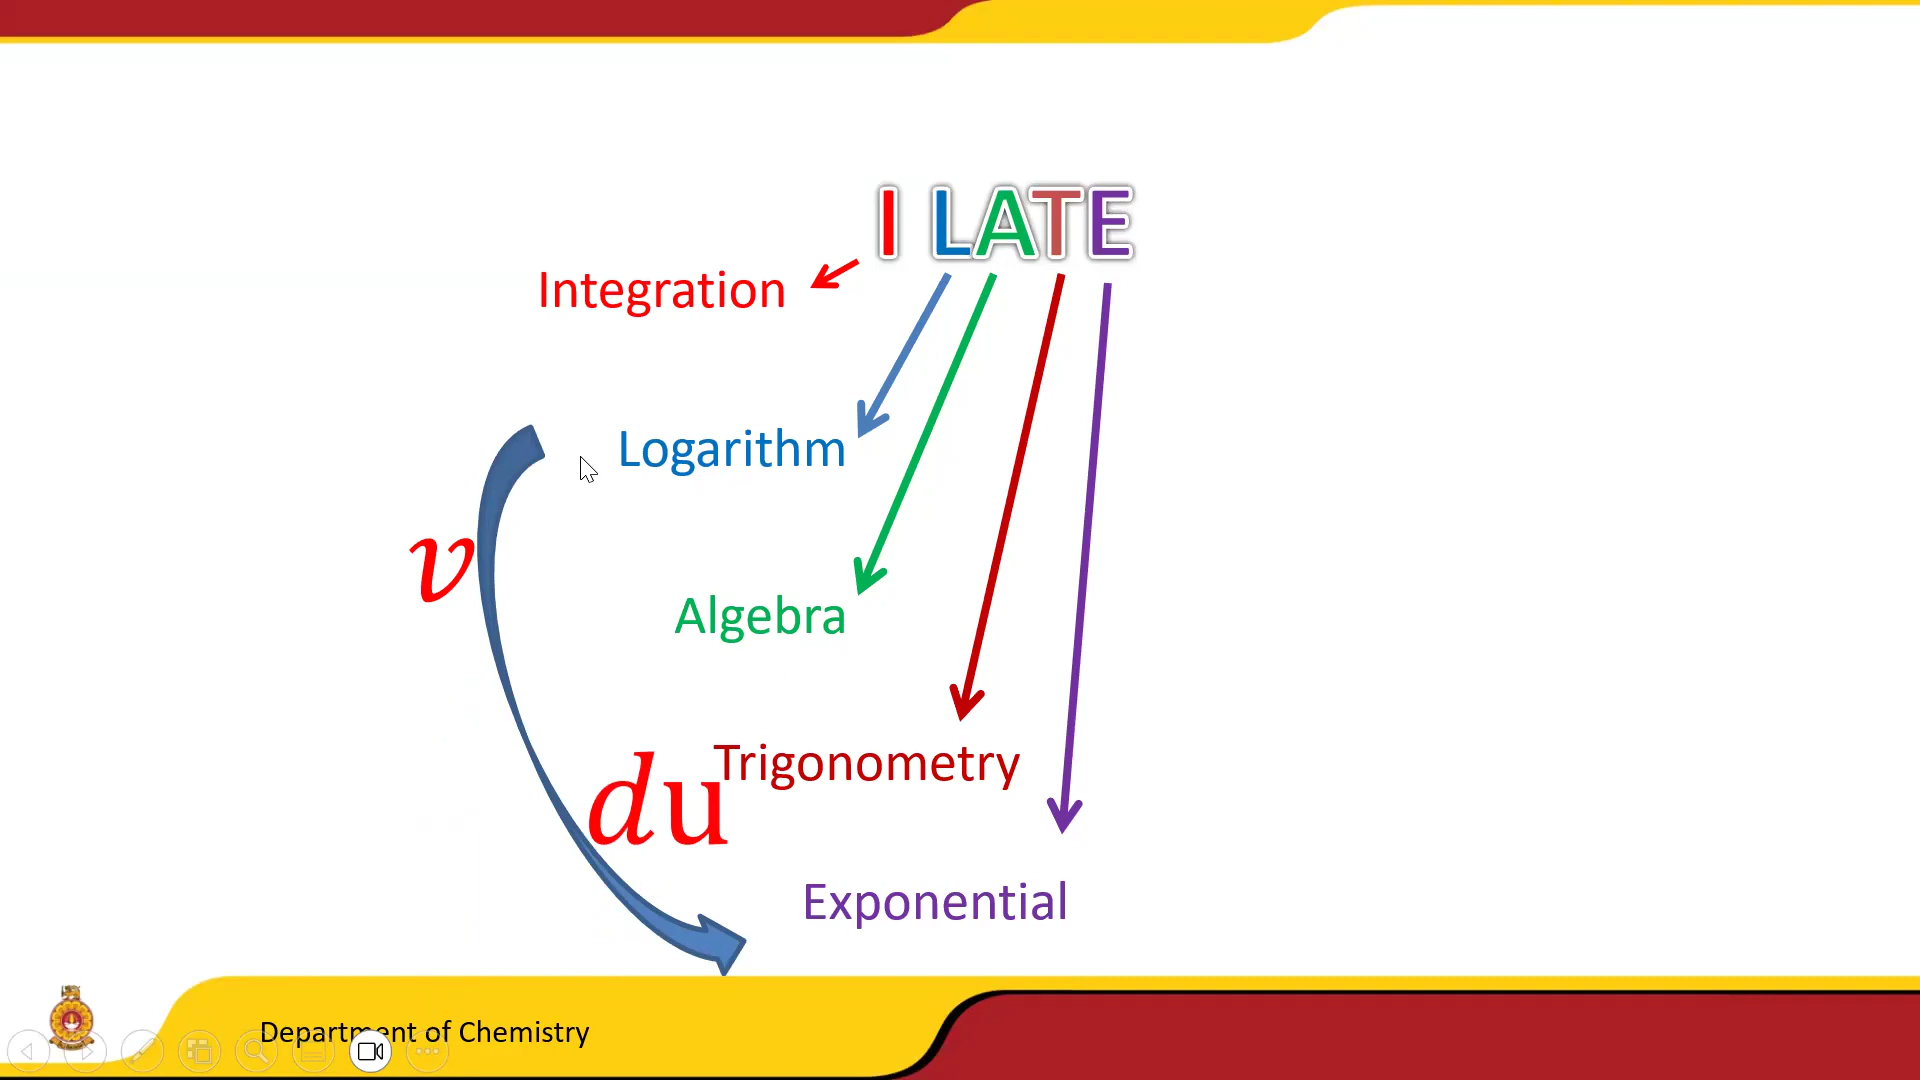 I LATE
Integration
Logarithm
v
Algebra
Trigonometry
du
Exponential
Department of Chemistry